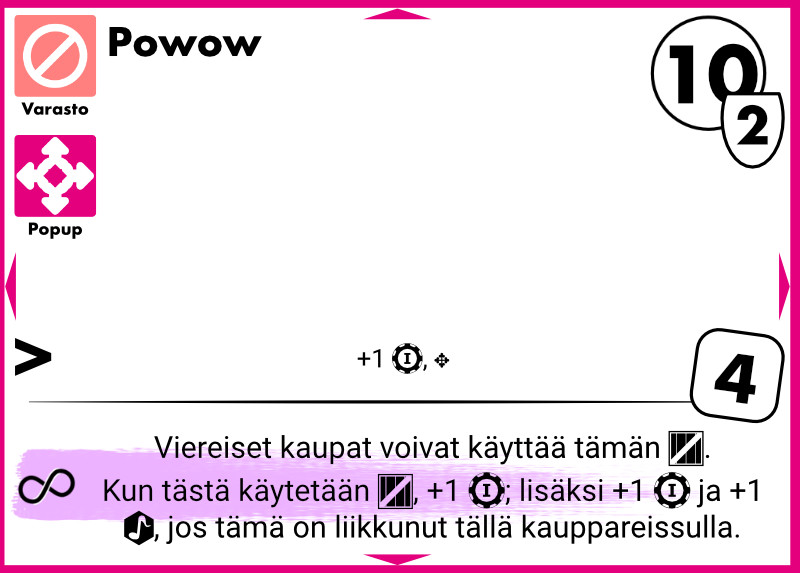 Powow
10
2
Varasto
Popup
>
+1 I,
4
Viereiset kaupat voivat käyttää tämän .
Kun tästä käytetään , +1 I; lisäksi +1 I ja +1
, jos tämä on liikkunut tällä kauppareissulla.